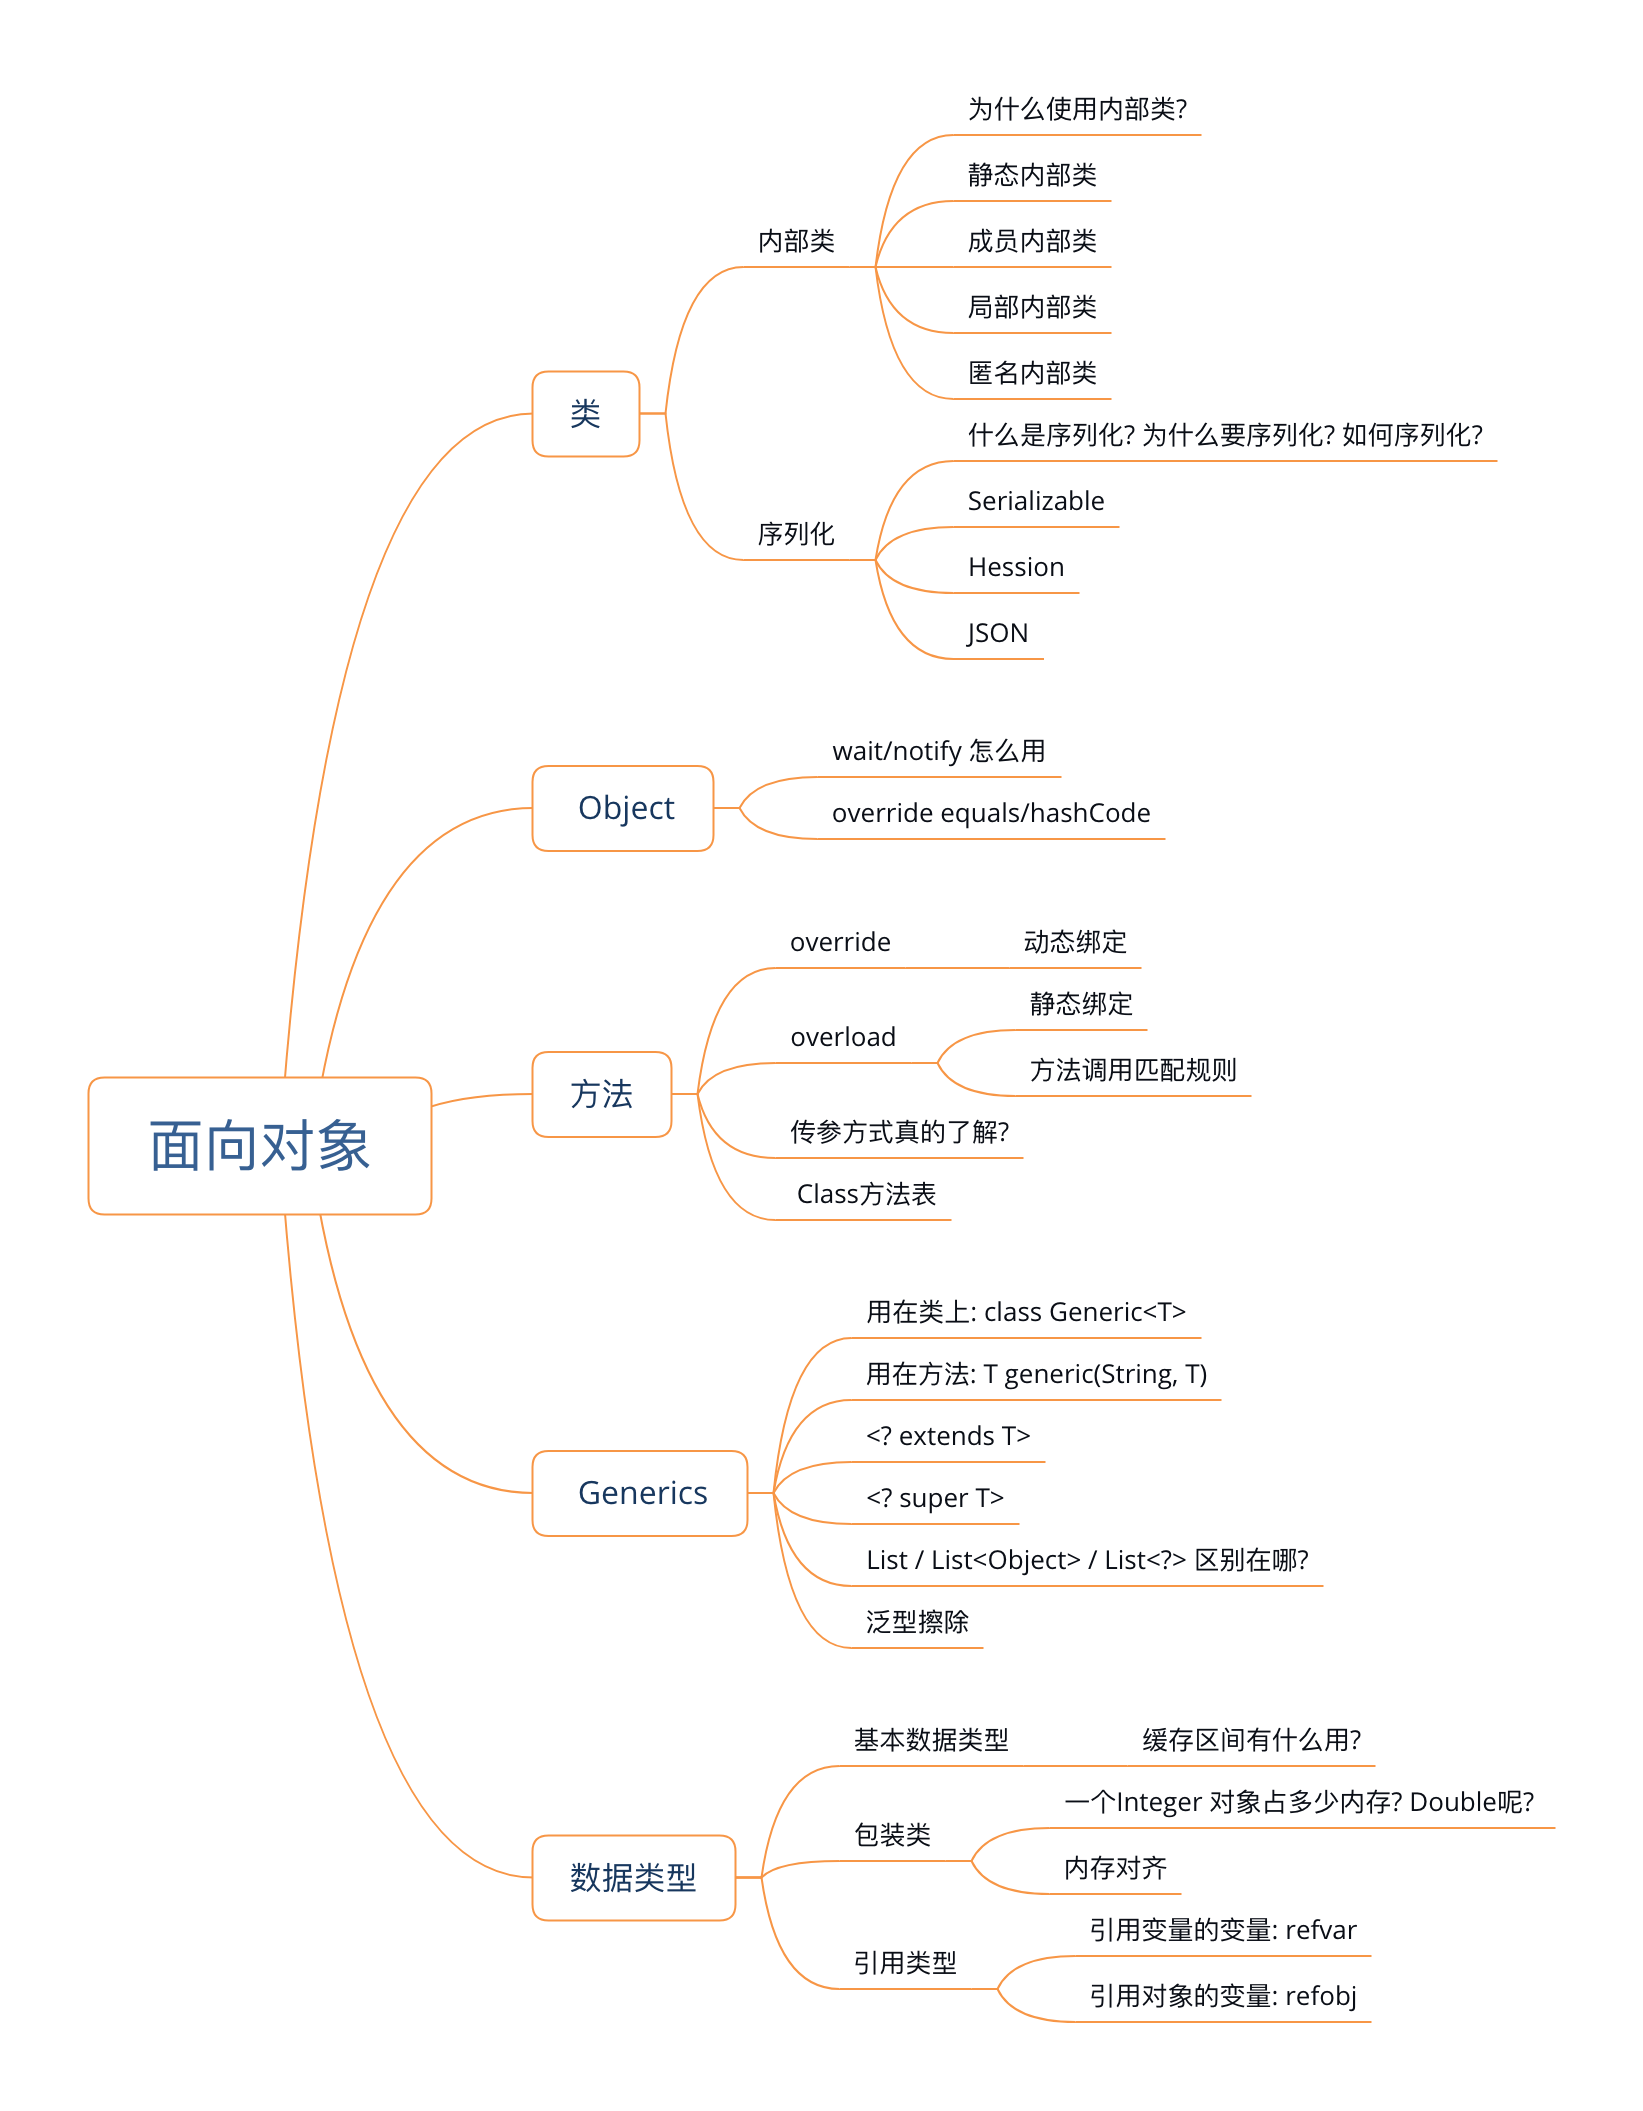 面向对象
类
内部类
为什么使用内部类?
静态内部类
成员内部类
局部内部类
匿名内部类
序列化
什么是序列化? 为什么要序列化? 如何序列化?
Serializable
Hession
JSON
Object
wait/notify 怎么用
override equals/hashCode
方法
override
动态绑定
overload
静态绑定
方法调用匹配规则
传参方式真的了解?
Class方法表
Generics
用在类上: class Generic<T>
用在方法: T generic(String, T)
<? extends T>
<? super T>
List / List<Object> / List<?> 区别在哪?
泛型擦除
数据类型
基本数据类型
缓存区间有什么用?
包装类
一个Integer 对象占多少内存? Double呢?
内存对齐
引用类型
引用变量的变量: refvar
引用对象的变量: refobj